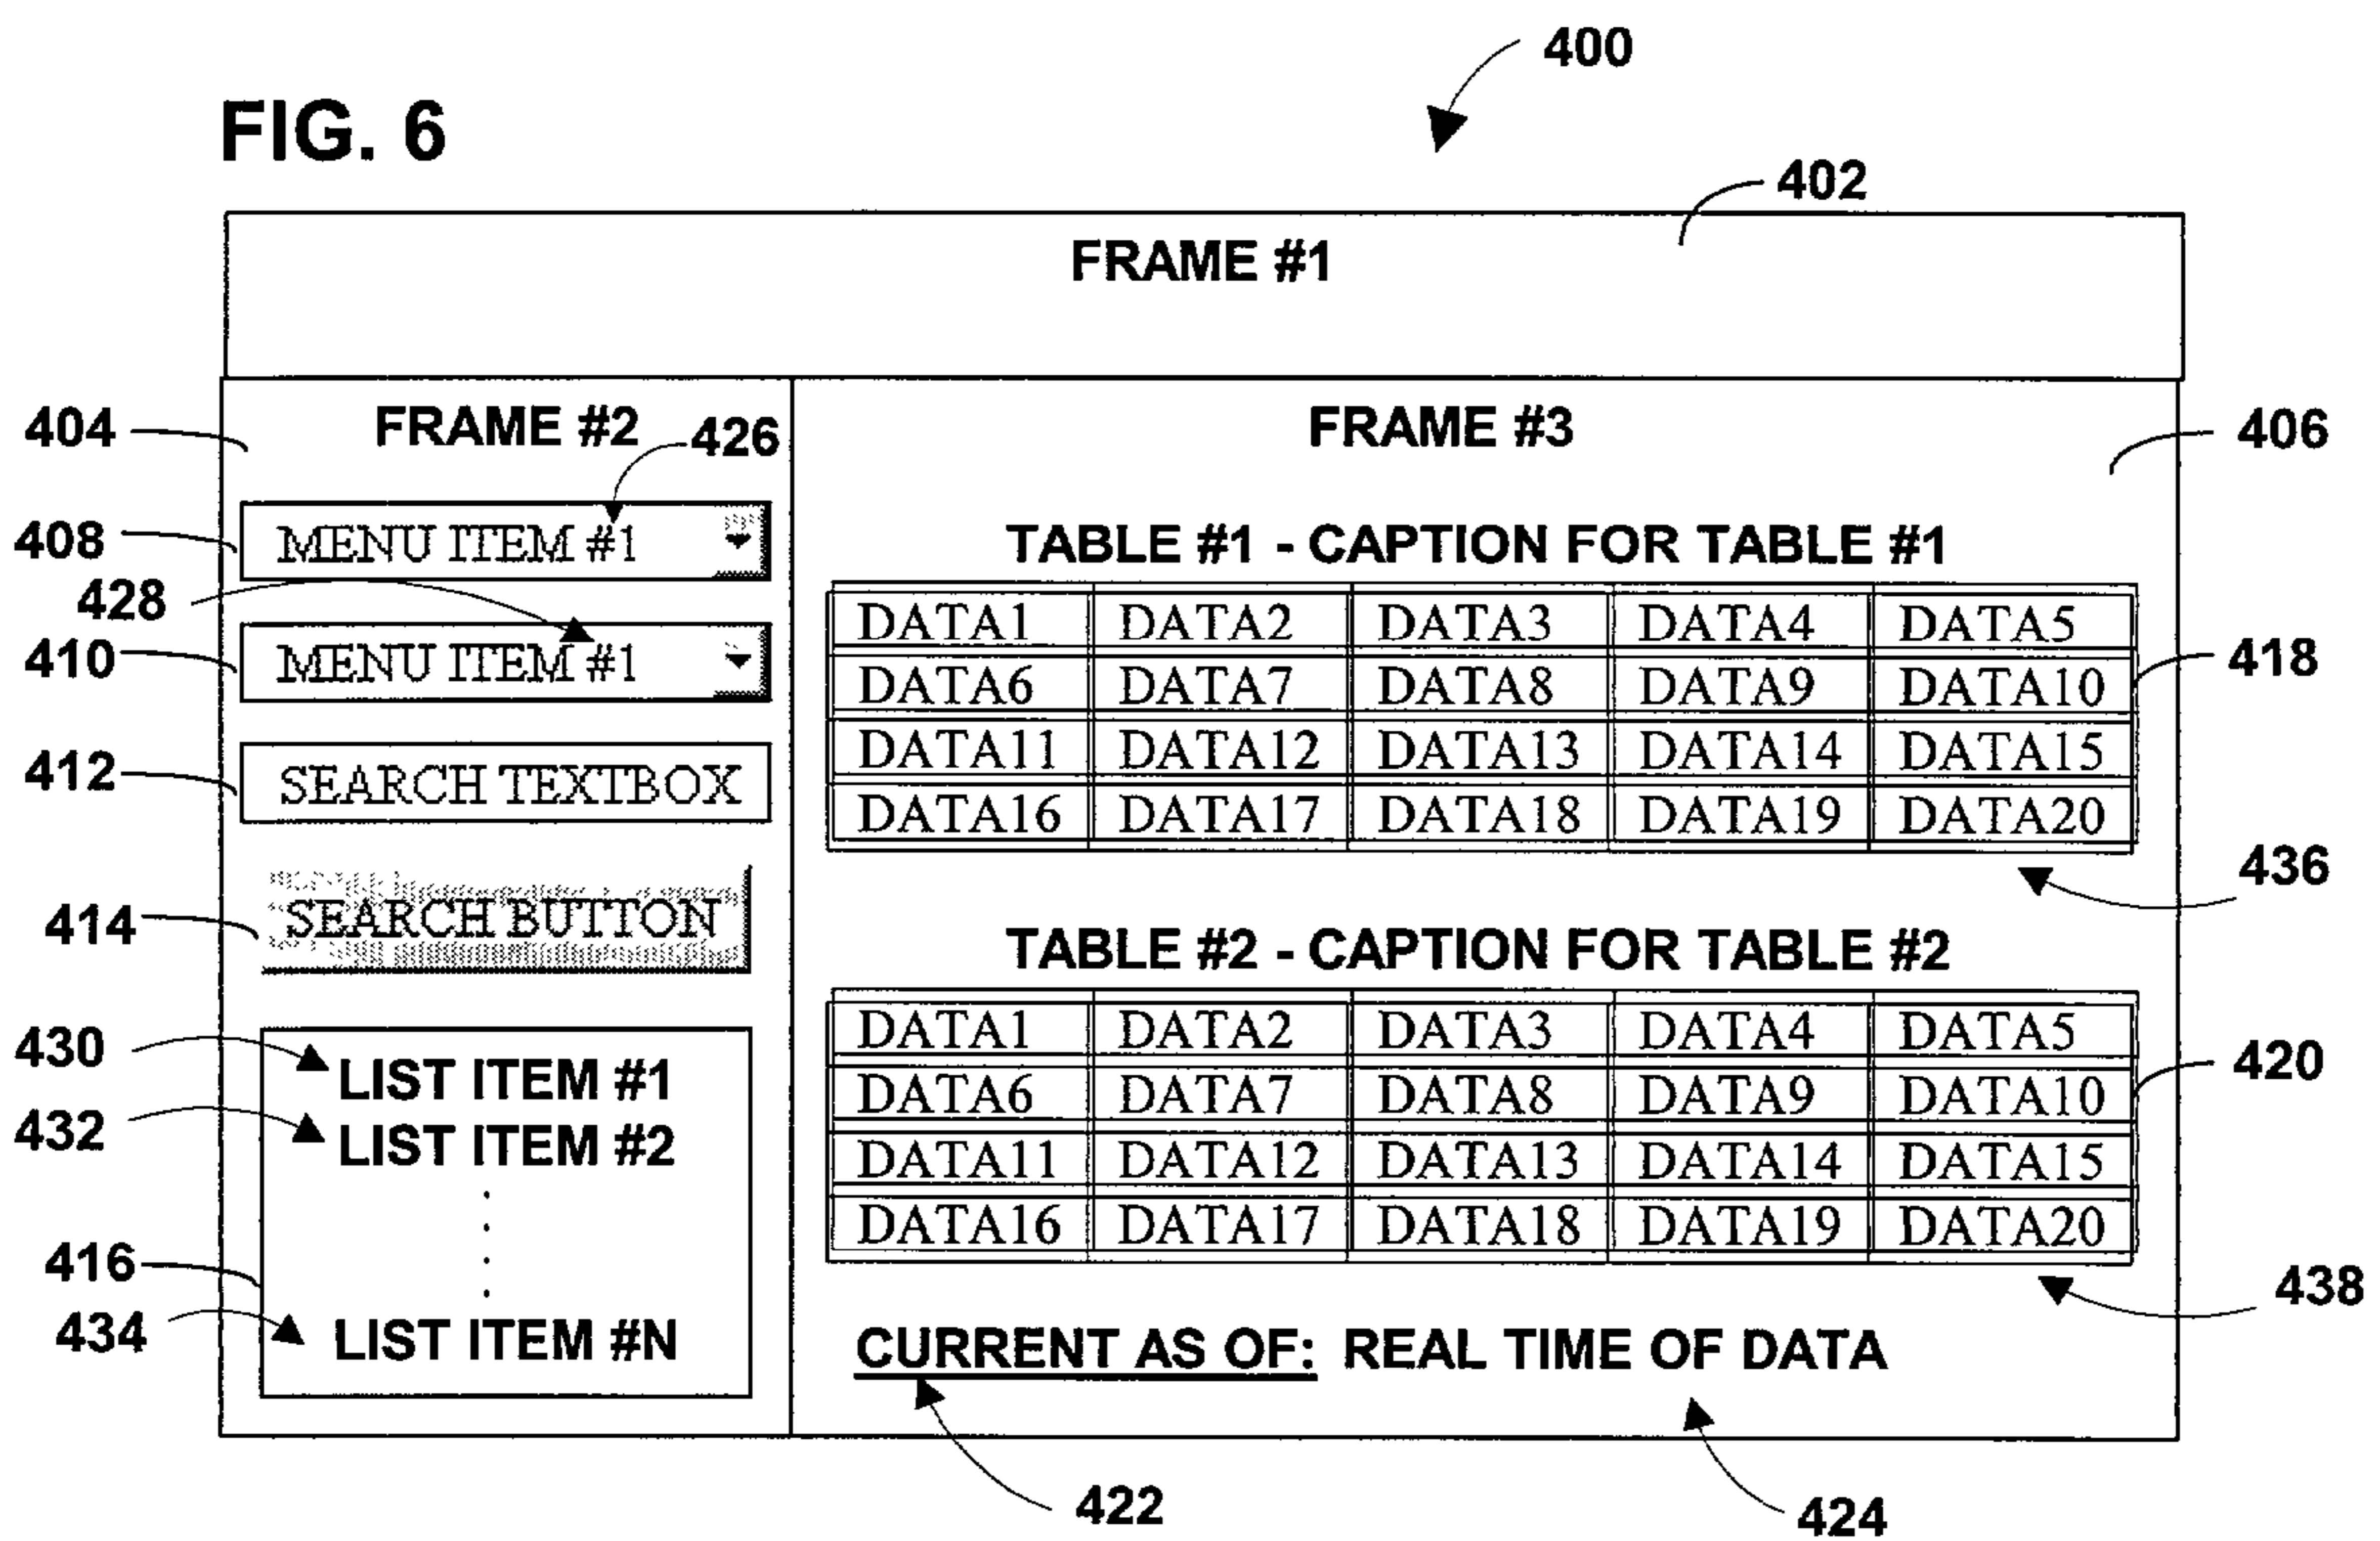 400
FIG. 6
402
FRAME #1
404
FRAME #2
426
408
MENU ITEM #1
428
410
MENU ITEM #1
412
SEARCH TEXTBOX
414
SEARCH BUTTON
430
LIST ITEM #1
432
LIST ITEM #2
416
434
LIST ITEM #N
FRAME #3
406
TABLE #1 - CAPTION FOR TABLE #1
DATA1 DATA2 DATA3 DATA4 DATA5
418
DATA6 DATA7 DATA8 DATA9 DATA10
DATA11 DATA12 DATA13 DATA14 DATA15
DATA16 DATA17 DATA18 DATA19 DATA20
436
TABLE #2 - CAPTION FOR TABLE #2
DATA1 DATA2 DATA3 DATA4 DATA5
420
DATA6 DATA7 DATA8 DATA9 DATA10
DATA11 DATA12 DATA13 DATA14 DATA15
DATA16 DATA17 DATA18 DATA19 DATA20
438
CURRENT AS OF: REAL TIME OF DATA
422
424